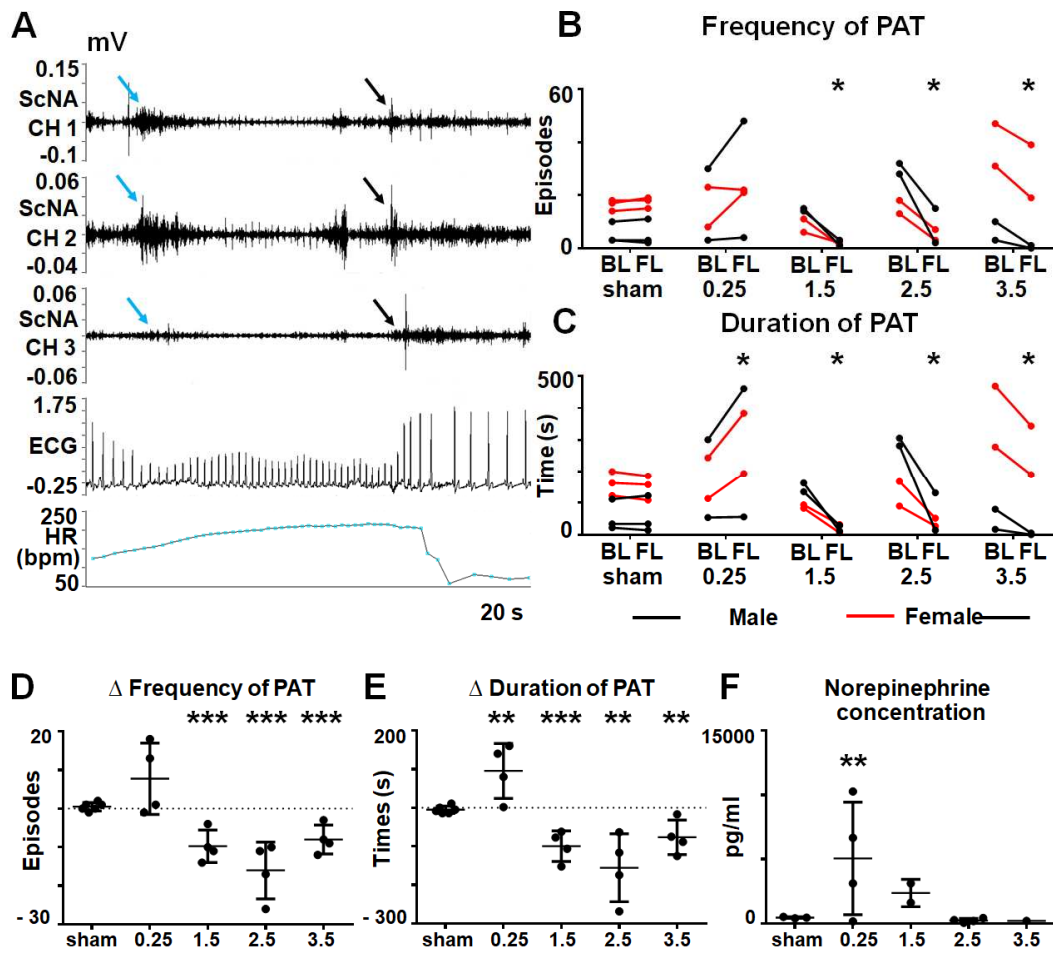 A
mV
0.15
ScNA
CH 1
-0.1
0.06
ScNA
CH 2
-0.04
0.06
ScNA
CH 3
-0.06
1.75
ECG
-0.25
250
HR
(bpm)
50
20 s
B
Frequency of PAT
* * *
60
Episodes
0
BL FL BL FL BL FL BL FL BL FL
sham 0.25 1.5 2.5 3.5
C
Duration of PAT
* * * *
500
Time (s)
0
BL FL BL FL BL FL BL FL BL FL
sham 0.25 1.5 2.5 3.5
Male Female
D
Δ Frequency of PAT
*** *** ***
20
Episodes
- 30
sham 0.25 1.5 2.5 3.5
E
Δ Duration of PAT
** *** ** **
200
Times (s)
- 300
sham 0.25 1.5 2.5 3.5
F
Norepinephrine
concentration
**
15000
pg/ml
0
sham 0.25 1.5 2.5 3.5